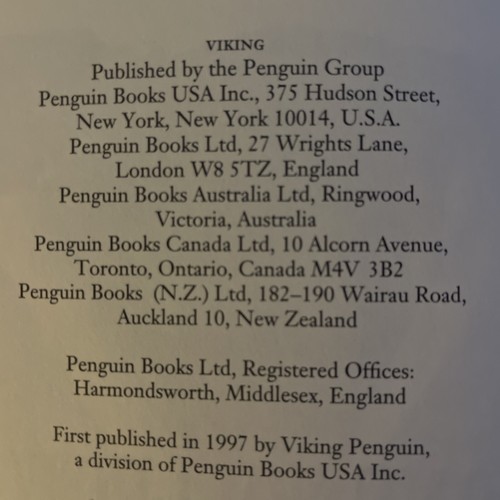 VIKING
Published by the Penguin Group
Penguin Books USA Inc., 375 Hudson Street,
New York, New York 10014, U.S.A.
Penguin Books Ltd, 27 Wrights Lane,
London W8 5TZ, England
Penguin Books Australia Ltd, Ringwood,
Victoria, Australia
Penguin Books Canada Ltd, 10 Alcorn Avenue,
Toronto, Ontario, Canada M4V 3B2
Penguin Books (N.Z.) Ltd, 182–190 Wairau Road,
Auckland 10, New Zealand
Penguin Books Ltd, Registered Offices:
Harmondsworth, Middlesex, England
First published in 1997 by Viking Penguin,
a division of Penguin Books USA Inc.